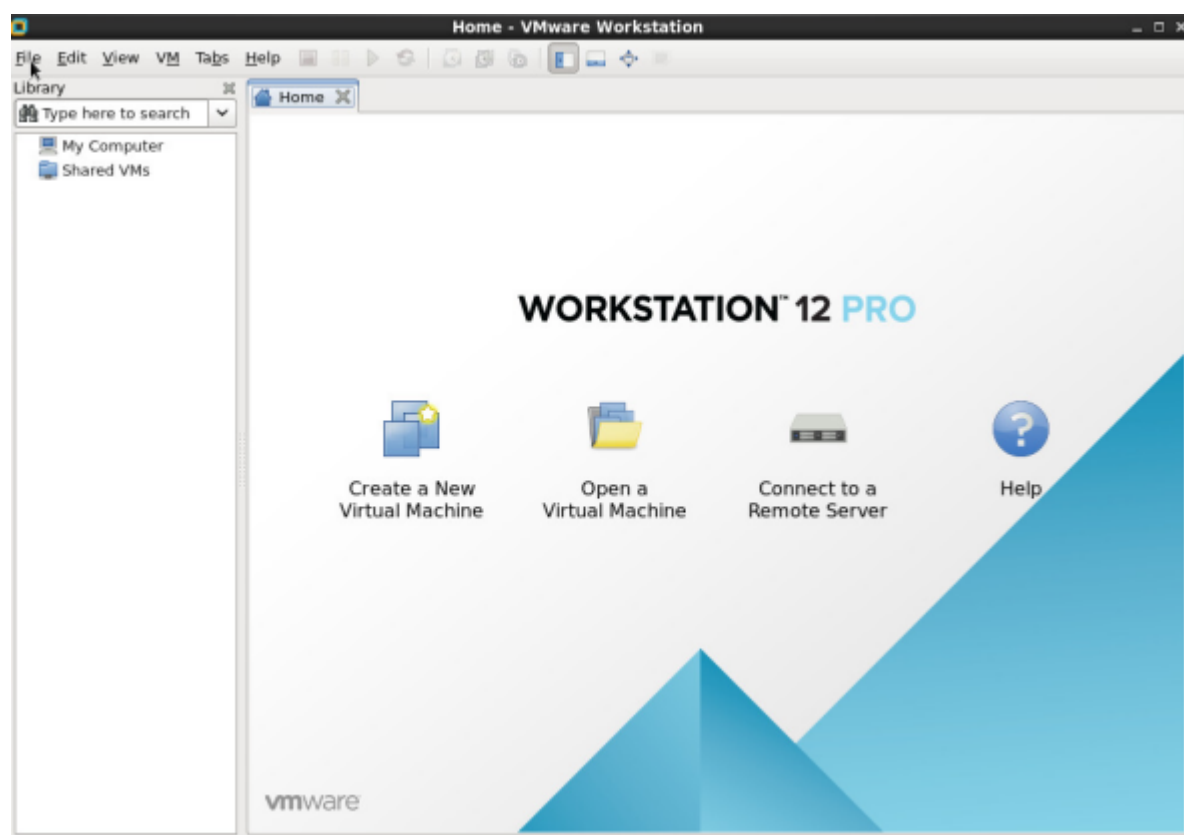 Home - VMware Workstation
File Edit View VM Tabs Help
Library
Type here to search
My Computer
Shared VMs
Home
WORKSTATION™ 12 PRO
Create a New
Virtual Machine
Open a
Virtual Machine
Connect to a
Remote Server
Help
vmware